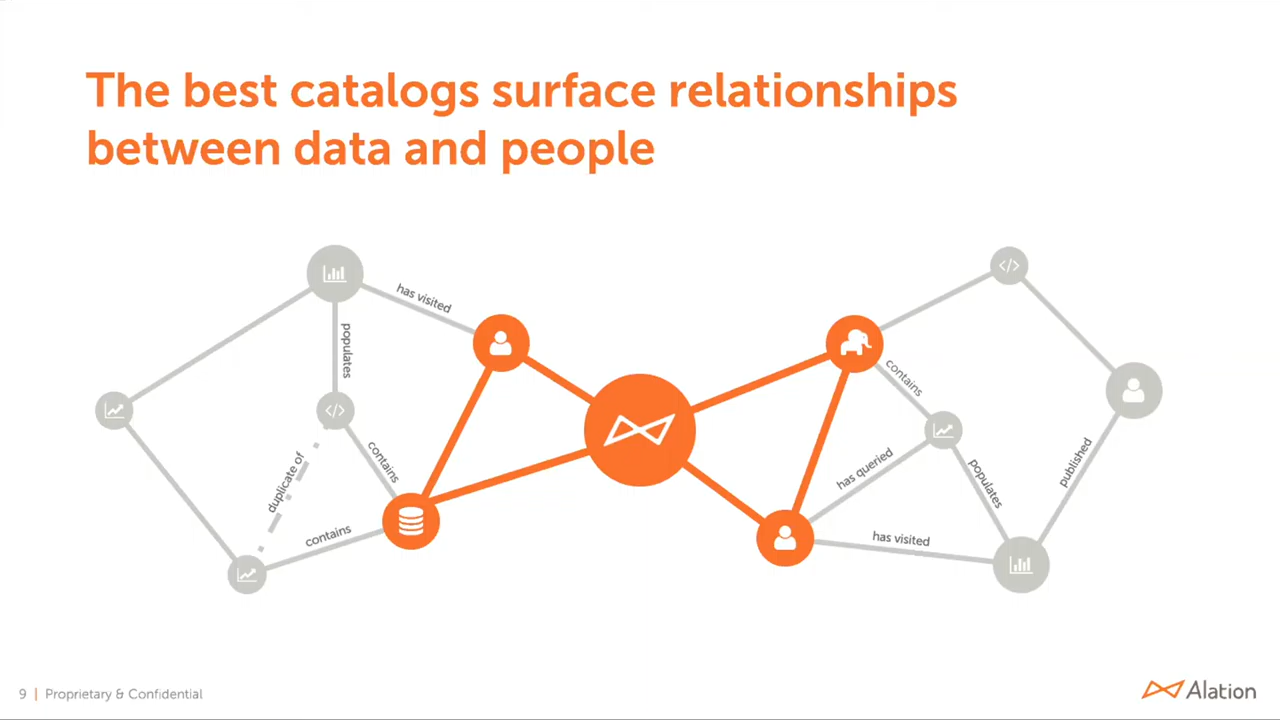 The best catalogs surface relationships
between data and people
has visited
populates
contains
duplicate of
contains
contains
has queried
populates
published
has visited
9 | Proprietary & Confidential
Alation